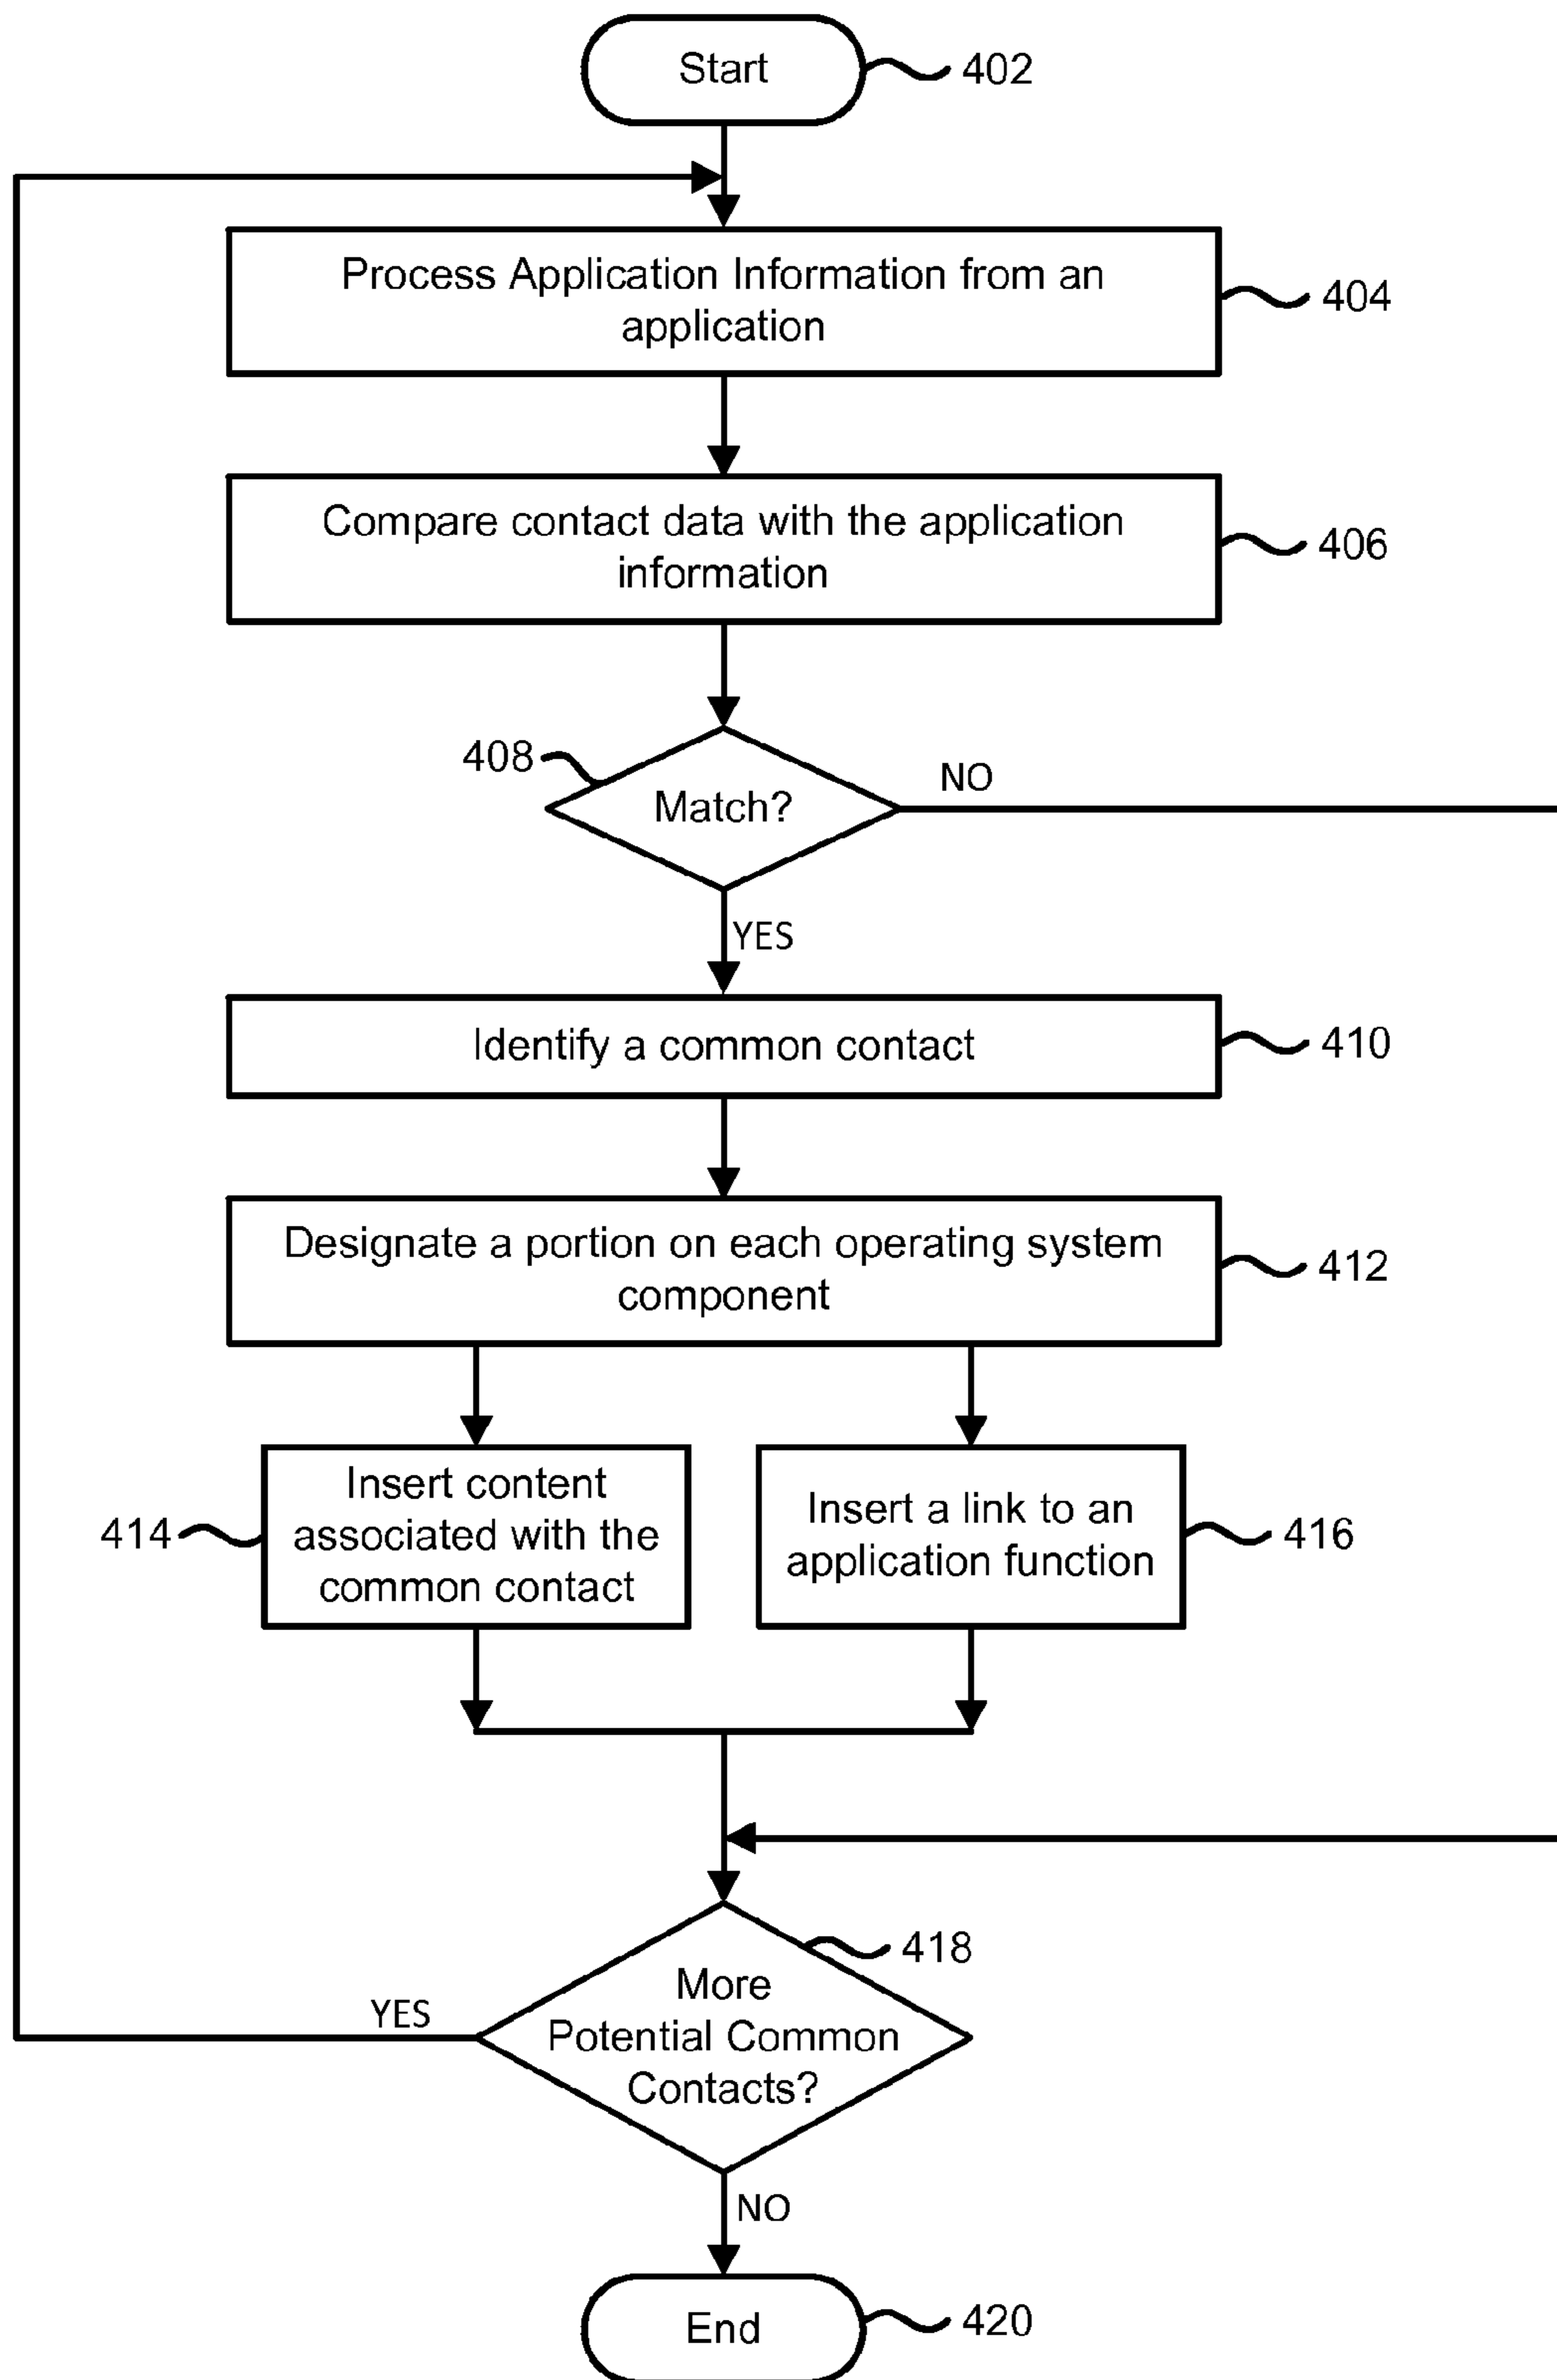 Start
402
Process Application Information from an
application
404
Compare contact data with the application
information
406
408
Match?
NO
YES
Identify a common contact
410
Designate a portion on each operating system
component
412
414
Insert content
associated with the
common contact
Insert a link to an
application function
416
418
More
Potential Common
Contacts?
YES
NO
End
420